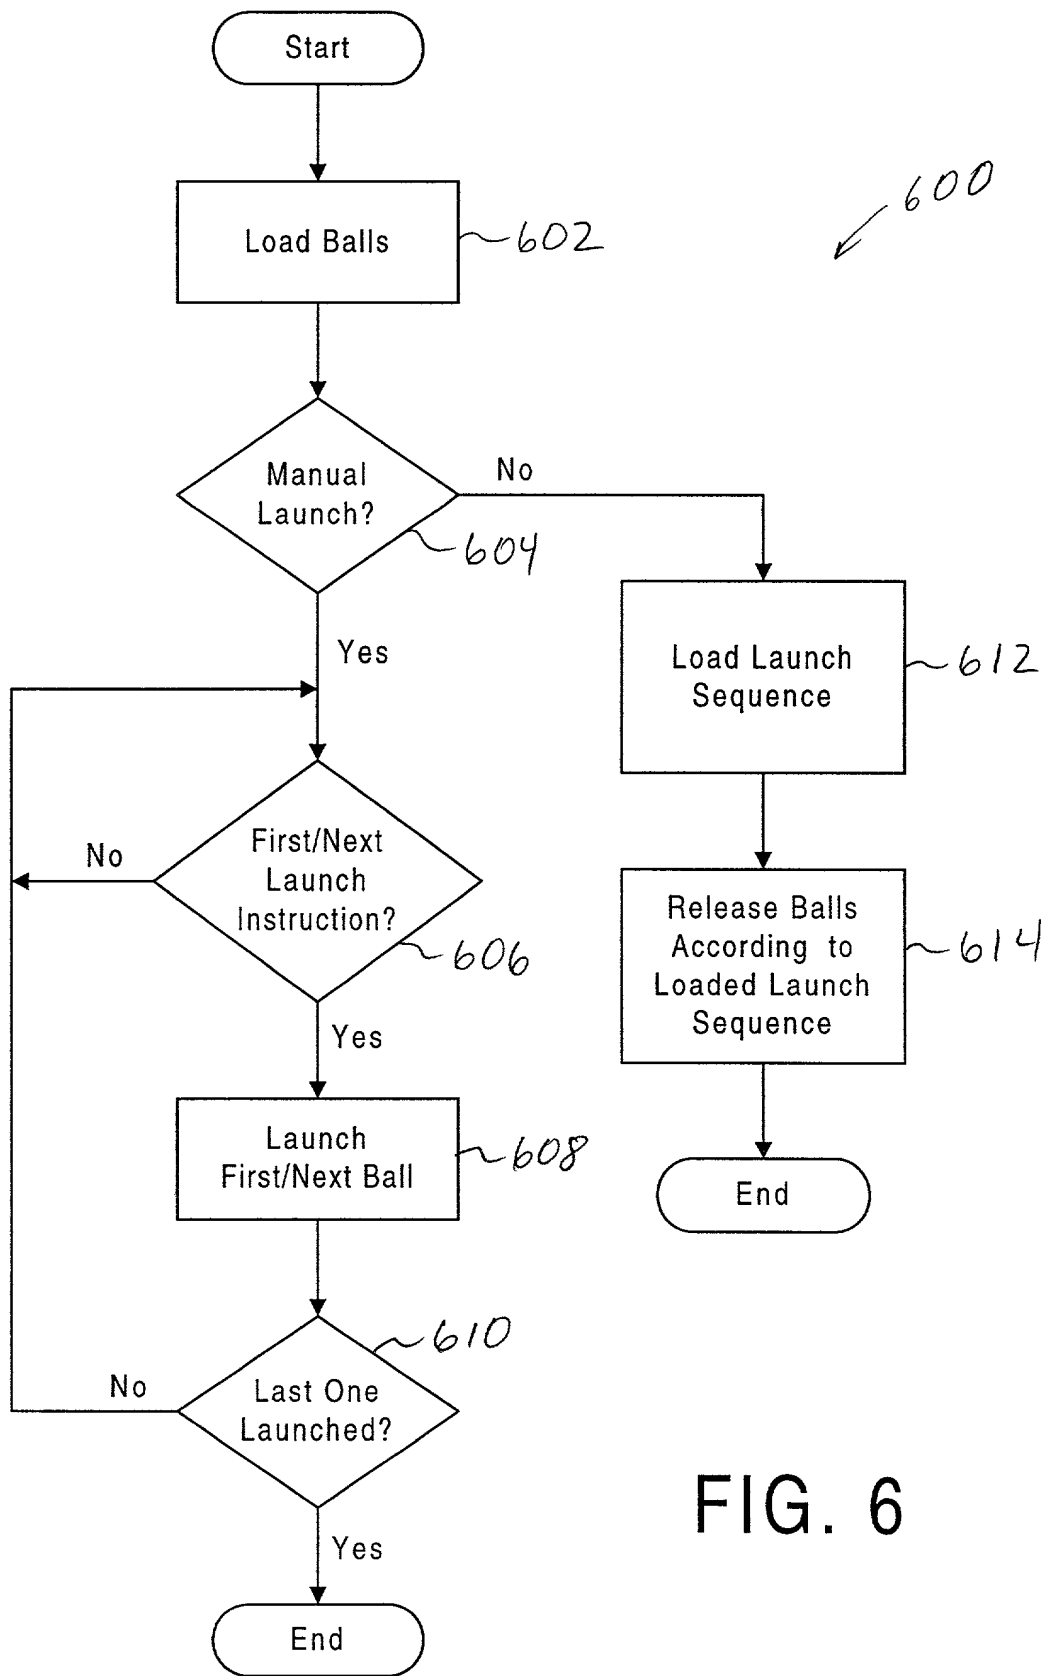 Start
600
Load Balls
602
Manual
Launch?
No
604
Yes
Load Launch
Sequence
612
First/Next
Launch
Instruction?
No
606
Release Balls
According to
Loaded Launch
Sequence
614
Yes
Launch
First/Next Ball
608
End
610
Last One
Launched?
No
Yes
End
FIG. 6